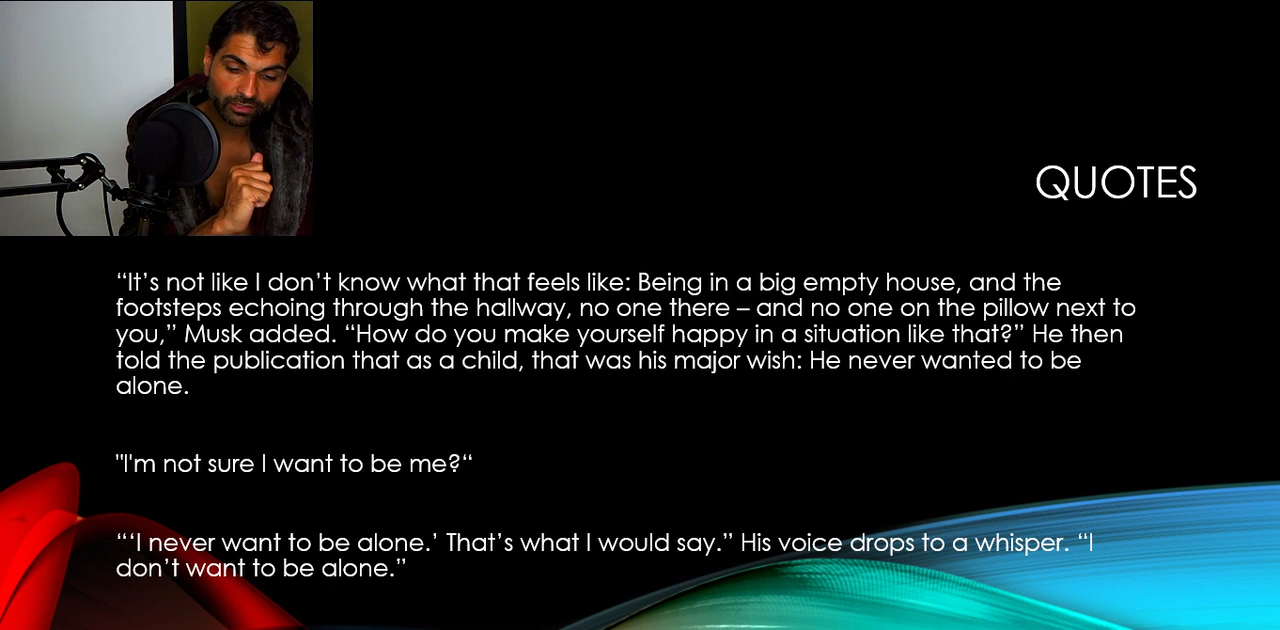 QUOTES
“It’s not like I don’t know what that feels like: Being in a big empty house, and the
footsteps echoing through the hallway, no one there – and no one on the pillow next to
you,” Musk added. “How do you make yourself happy in a situation like that?” He then
told the publication that as a child, that was his major wish: He never wanted to be
alone.
"I'm not sure I want to be me?“
“‘I never want to be alone.’ That’s what I would say.” His voice drops to a whisper. “I
don’t want to be alone.”